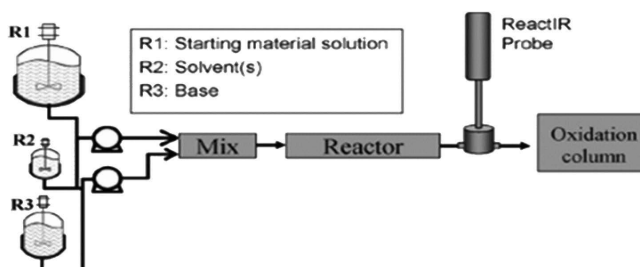 R1
R1: Starting material solution
R2: Solvent(s)
R3: Base
ReactIR
Probe
R2
Mix
Reactor
Oxidation
column
R3